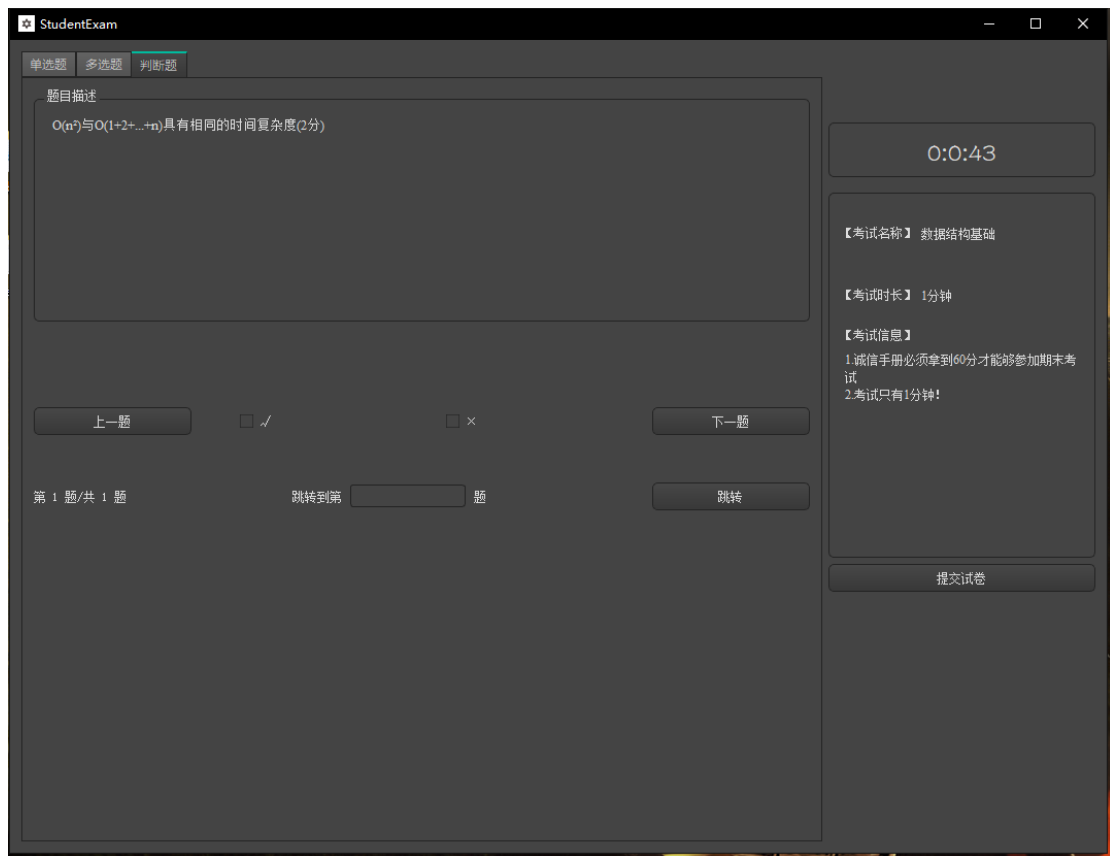 StudentExam
单选题 多选题 判断题
题目描述
O(n²)与O(1+2+...+n)具有相同的时间复杂度(2分)
0:0:43
【考试名称】 数据结构基础
【考试时长】 1分钟
【考试信息】
1.诚信手册必须拿到60分才能够参加期末考
试
2.考试只有1分钟!
上一题 √ × 下一题
第 1 题/共 1 题 跳转到第 题 跳转
提交试卷